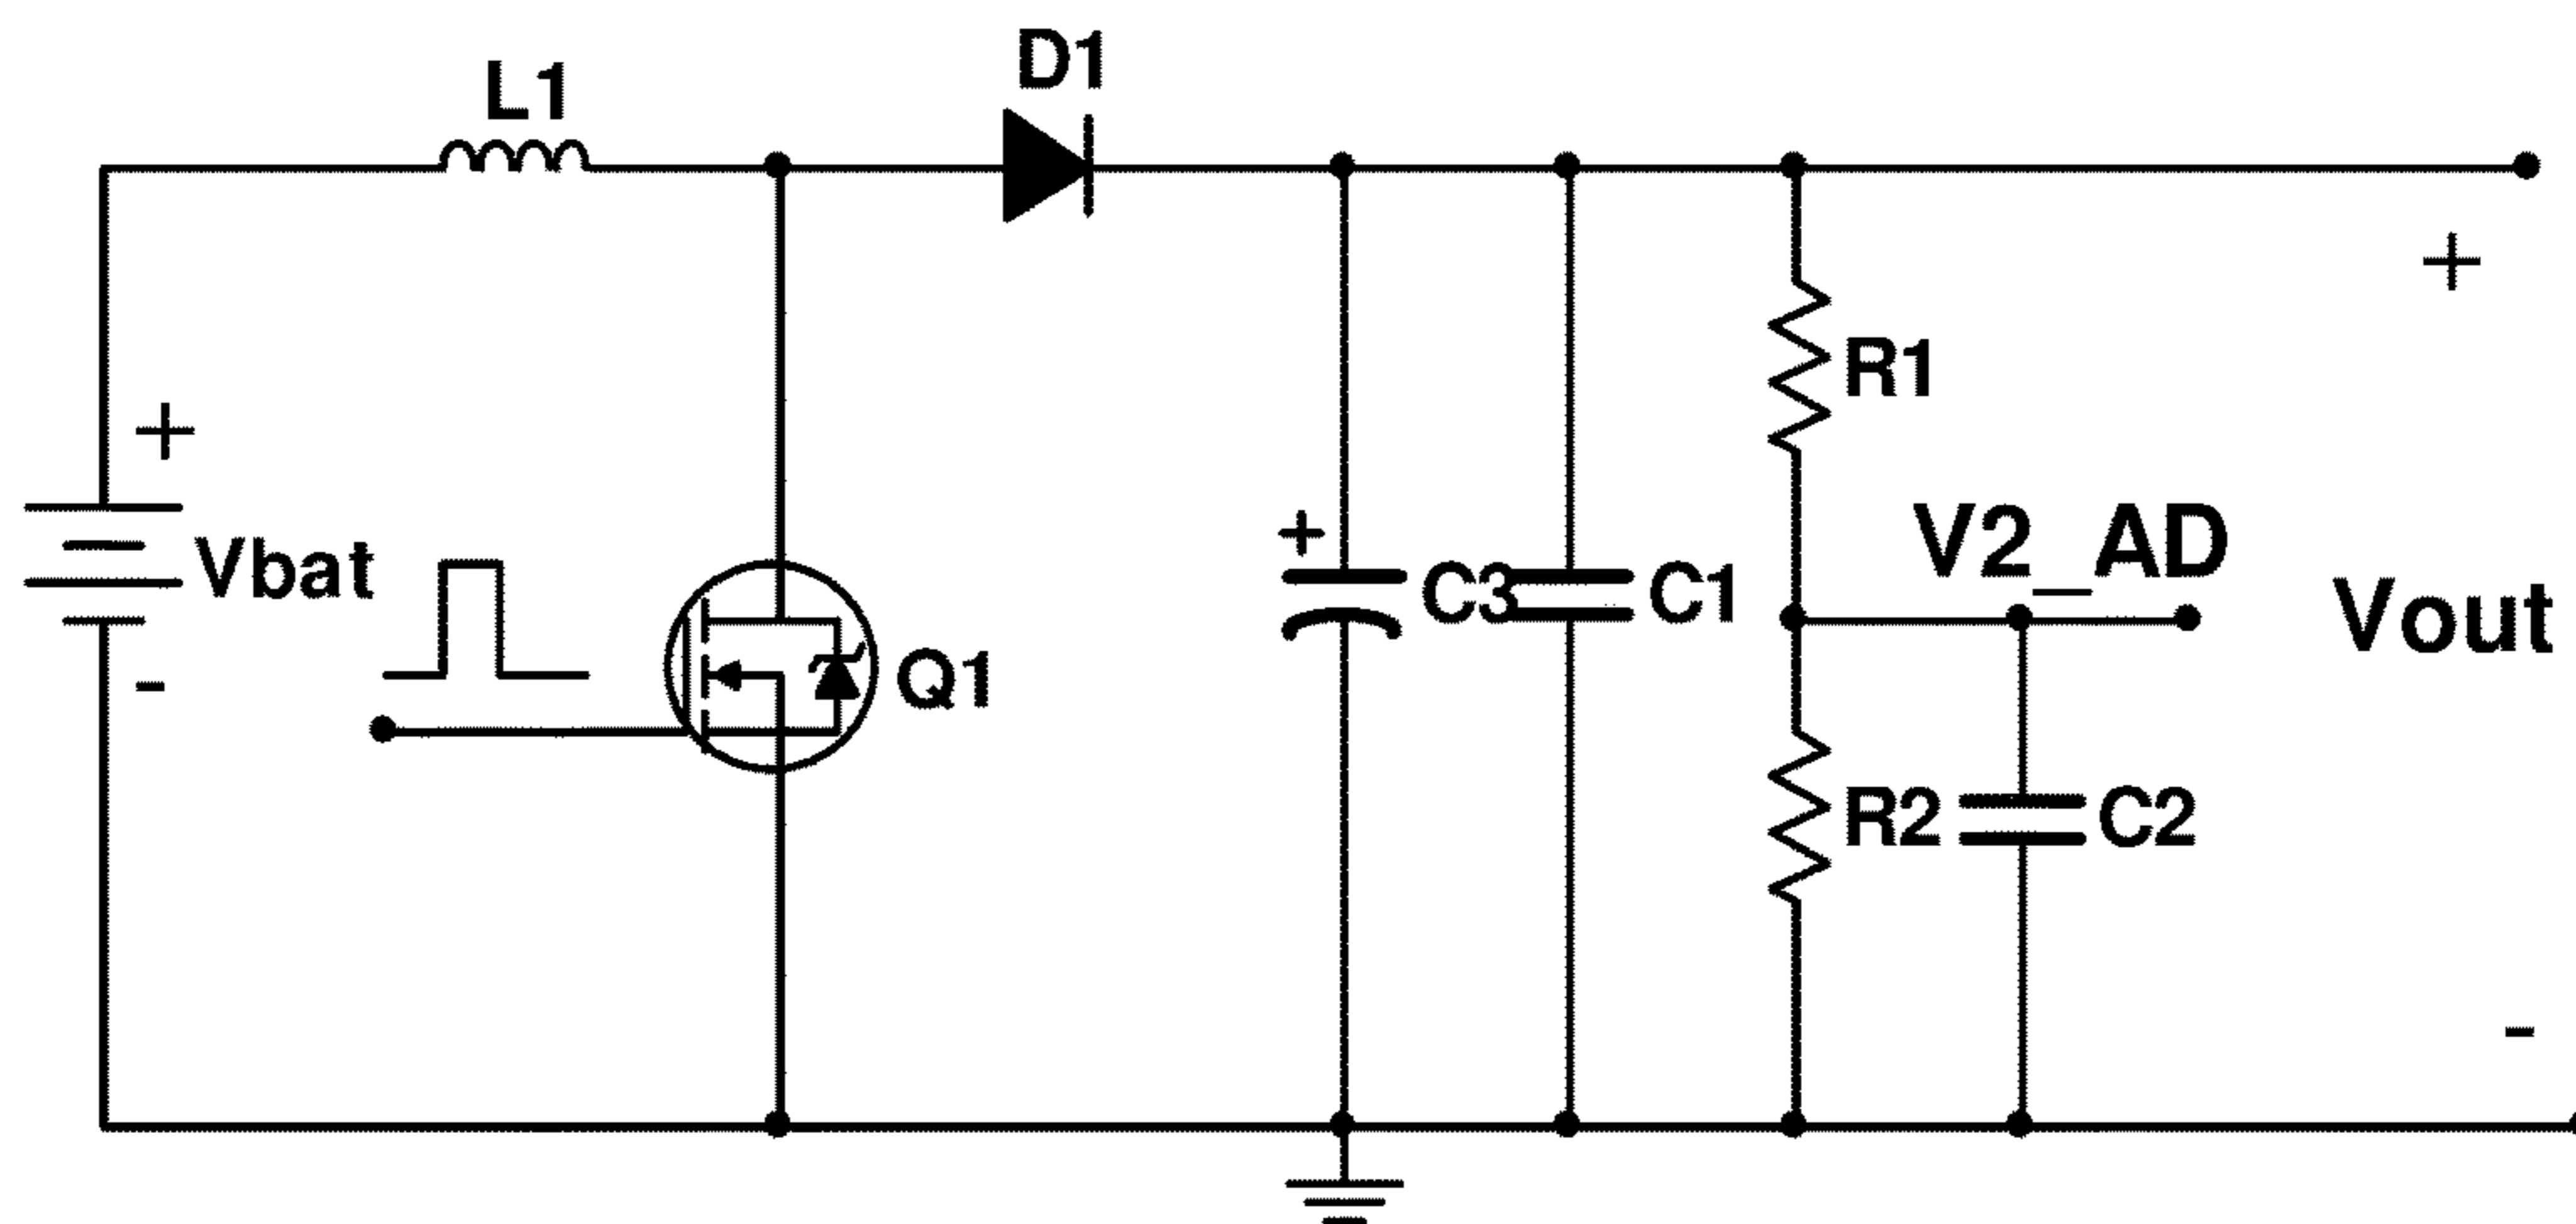 D1
L1
R1
+
+
Vbat
-
+
C3
C1
V2_AD
Vout
Q1
R2
C2
+
-